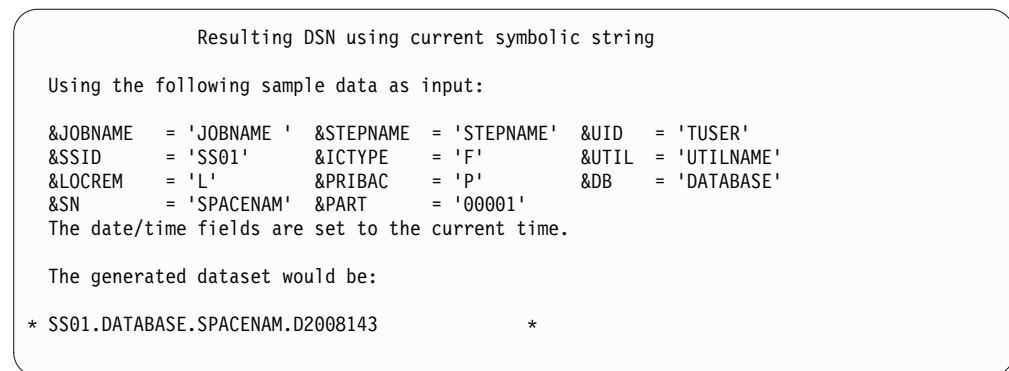 Resulting DSN using current symbolic string
Using the following sample data as input:
&JOBNAME = 'JOBNAME ' &STEPNAME = 'STEPNAME' &UID = 'TUSER'
&SSID = 'SS01' &ICTYPE = 'F' &UTIL = 'UTILNAME'
&LOCREM = 'L' &PRIBAC = 'P' &DB = 'DATABASE'
&SN = 'SPACENAM' &PART = '00001'
The date/time fields are set to the current time.
The generated dataset would be:
* SS01.DATABASE.SPACENAM.D2008143 *